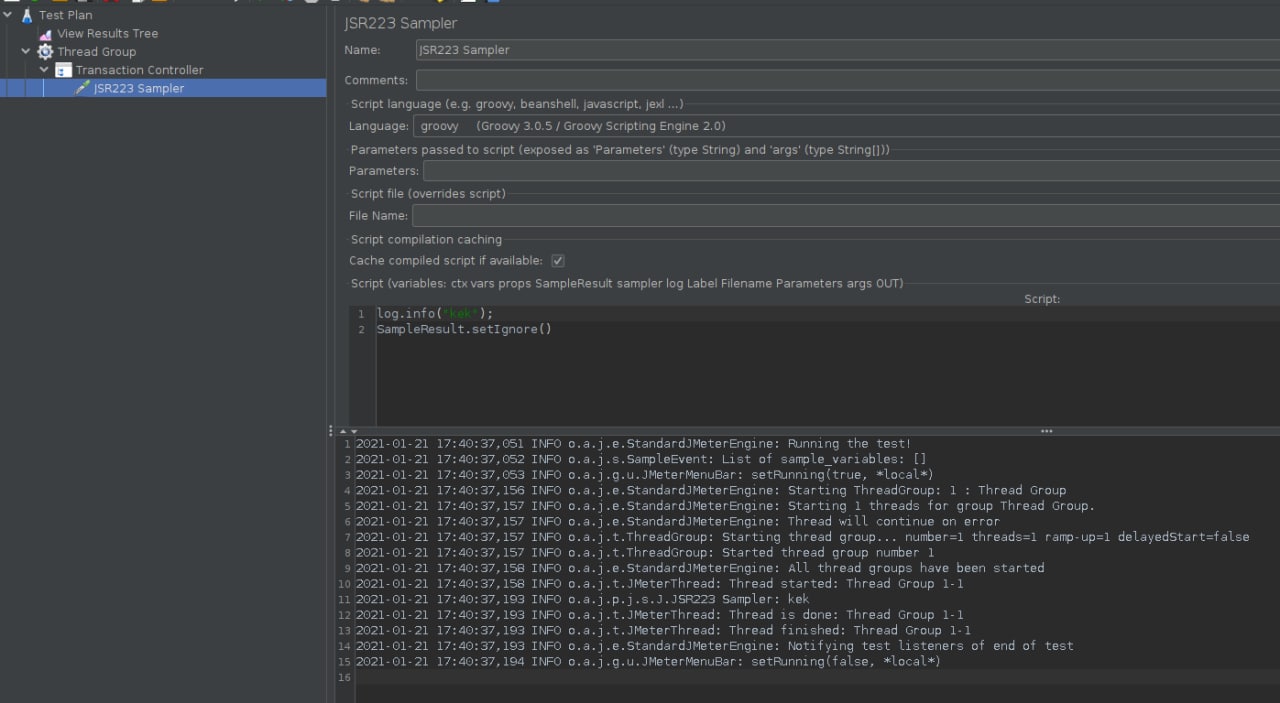 Test Plan
View Results Tree
Thread Group
Transaction Controller
JSR223 Sampler
JSR223 Sampler
Name: JSR223 Sampler
Comments:
Script language (e.g. groovy, beanshell, javascript, jexl ...)
Language: groovy (Groovy 3.0.5 / Groovy Scripting Engine 2.0)
Parameters passed to script (exposed as 'Parameters' (type String) and 'args' (type String[]))
Parameters:
Script file (overrides script)
File Name:
Script compilation caching
Cache compiled script if available:
Script (variables: ctx vars props SampleResult sampler log Label Filename Parameters args OUT)
Script:
1 log.info("kek");
2 SampleResult.setIgnore()
1 2021-01-21 17:40:37,051 INFO o.a.j.e.StandardJMeterEngine: Running the test!
2 2021-01-21 17:40:37,052 INFO o.a.j.s.SampleEvent: List of sample_variables: []
3 2021-01-21 17:40:37,053 INFO o.a.j.g.u.JMeterMenuBar: setRunning(true, *local*)
4 2021-01-21 17:40:37,156 INFO o.a.j.e.StandardJMeterEngine: Starting ThreadGroup: 1 : Thread Group
5 2021-01-21 17:40:37,157 INFO o.a.j.e.StandardJMeterEngine: Starting 1 threads for group Thread Group.
6 2021-01-21 17:40:37,157 INFO o.a.j.e.StandardJMeterEngine: Thread will continue on error
7 2021-01-21 17:40:37,157 INFO o.a.j.t.ThreadGroup: Starting thread group... number=1 threads=1 ramp-up=1 delayedStart=false
8 2021-01-21 17:40:37,157 INFO o.a.j.t.ThreadGroup: Started thread group number 1
9 2021-01-21 17:40:37,158 INFO o.a.j.e.StandardJMeterEngine: All thread groups have been started
10 2021-01-21 17:40:37,158 INFO o.a.j.t.JMeterThread: Thread started: Thread Group 1-1
11 2021-01-21 17:40:37,193 INFO o.a.j.p.j.s.J.JSR223 Sampler: kek
12 2021-01-21 17:40:37,193 INFO o.a.j.t.JMeterThread: Thread is done: Thread Group 1-1
13 2021-01-21 17:40:37,193 INFO o.a.j.t.JMeterThread: Thread finished: Thread Group 1-1
14 2021-01-21 17:40:37,193 INFO o.a.j.e.StandardJMeterEngine: Notifying test listeners of end of test
15 2021-01-21 17:40:37,194 INFO o.a.j.g.u.JMeterMenuBar: setRunning(false, *local*)
16